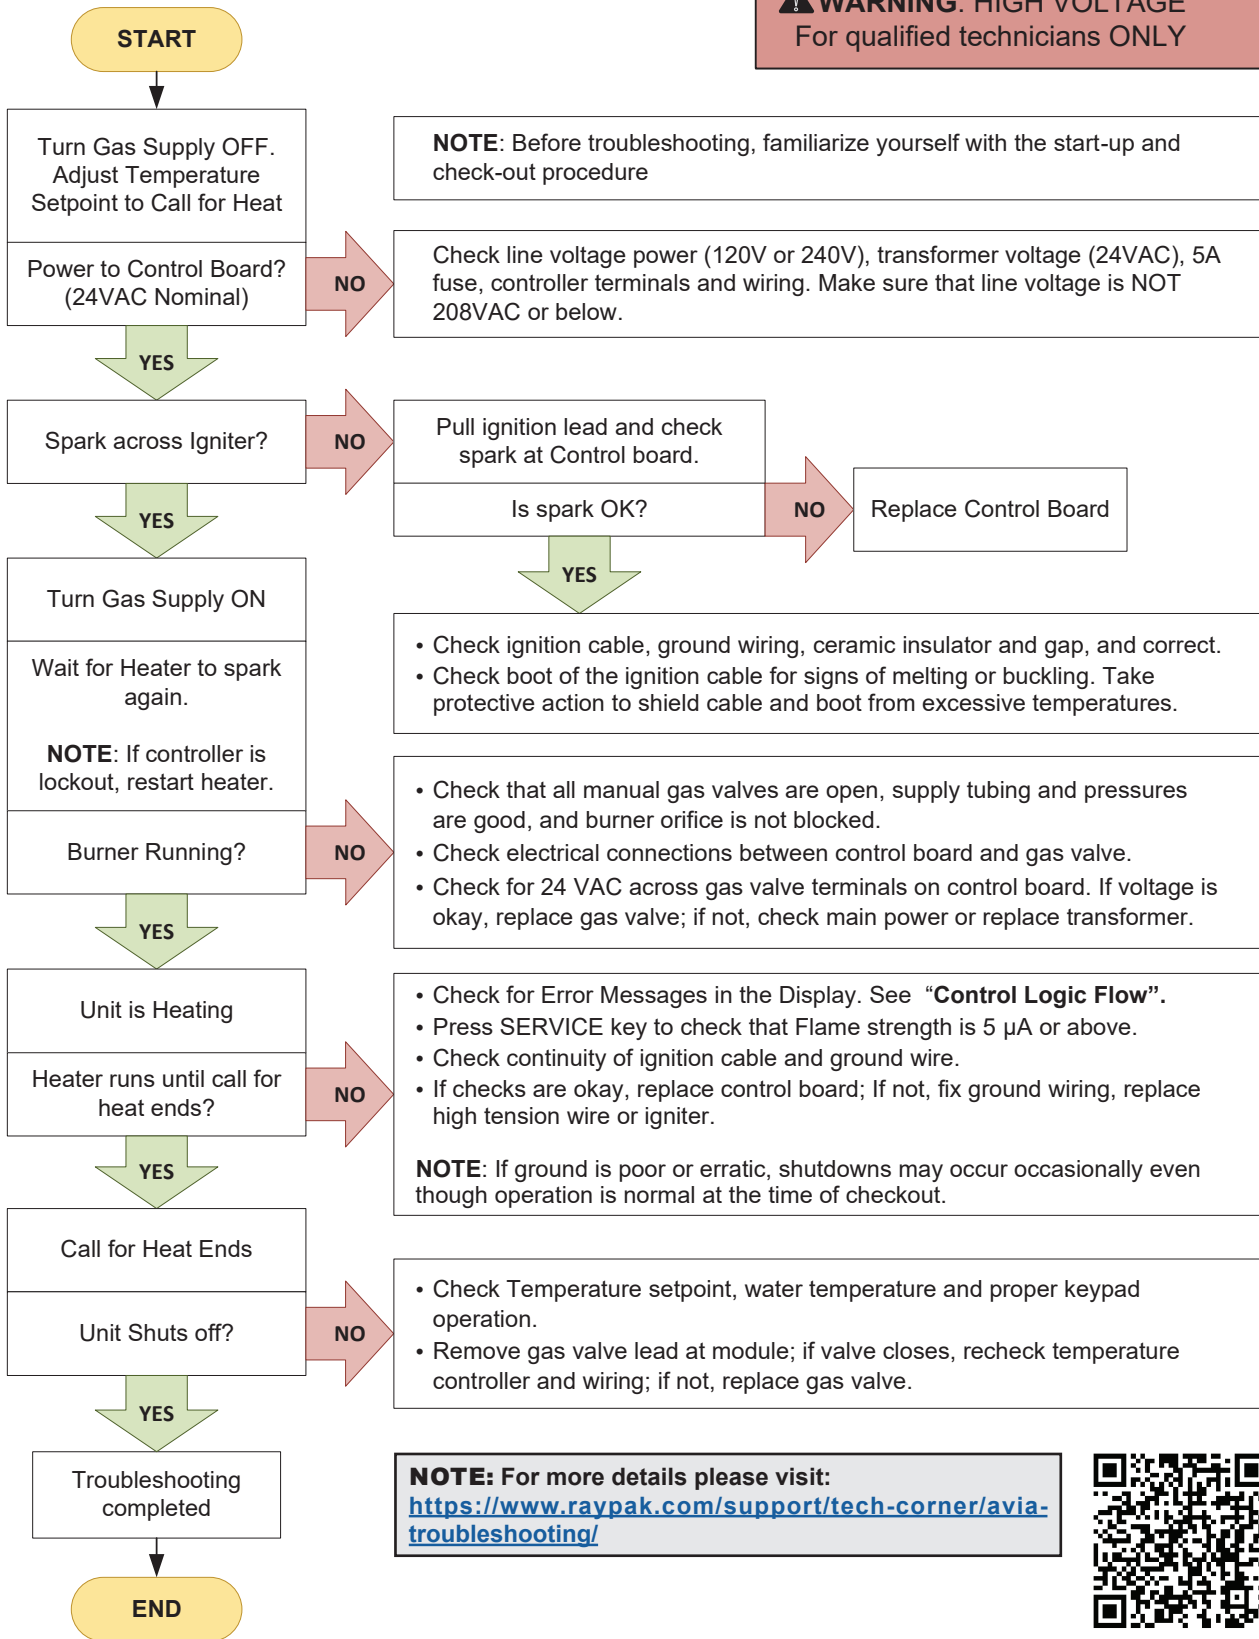 START
WARNING: HIGH VOLTAGE
For qualified technicians ONLY
Turn Gas Supply OFF.
Adjust Temperature
Setpoint to Call for Heat
NOTE: Before troubleshooting, familiarize yourself with the start-up and
check-out procedure
Power to Control Board?
(24VAC Nominal)
NO
Check line voltage power (120V or 240V), transformer voltage (24VAC), 5A
fuse, controller terminals and wiring. Make sure that line voltage is NOT
208VAC or below.
YES
Spark across Igniter?
NO
Pull ignition lead and check
spark at Control board.
Is spark OK?
NO
Replace Control Board
YES
YES
Turn Gas Supply ON
Wait for Heater to spark
again.
NOTE: If controller is
lockout, restart heater.
• Check ignition cable, ground wiring, ceramic insulator and gap, and correct.
• Check boot of the ignition cable for signs of melting or buckling. Take
protective action to shield cable and boot from excessive temperatures.
Burner Running?
NO
• Check that all manual gas valves are open, supply tubing and pressures
are good, and burner orifice is not blocked.
• Check electrical connections between control board and gas valve.
• Check for 24 VAC across gas valve terminals on control board. If voltage is
okay, replace gas valve; if not, check main power or replace transformer.
YES
Unit is Heating
Heater runs until call for
heat ends?
NO
• Check for Error Messages in the Display. See “Control Logic Flow”.
• Press SERVICE key to check that Flame strength is 5 µA or above.
• Check continuity of ignition cable and ground wire.
• If checks are okay, replace control board; If not, fix ground wiring, replace
high tension wire or igniter.
NOTE: If ground is poor or erratic, shutdowns may occur occasionally even
though operation is normal at the time of checkout.
YES
Call for Heat Ends
Unit Shuts off?
NO
• Check Temperature setpoint, water temperature and proper keypad
operation.
• Remove gas valve lead at module; if valve closes, recheck temperature
controller and wiring; if not, replace gas valve.
YES
Troubleshooting
completed
NOTE: For more details please visit:
https://www.raypak.com/support/tech-corner/avia-
troubleshooting/
END